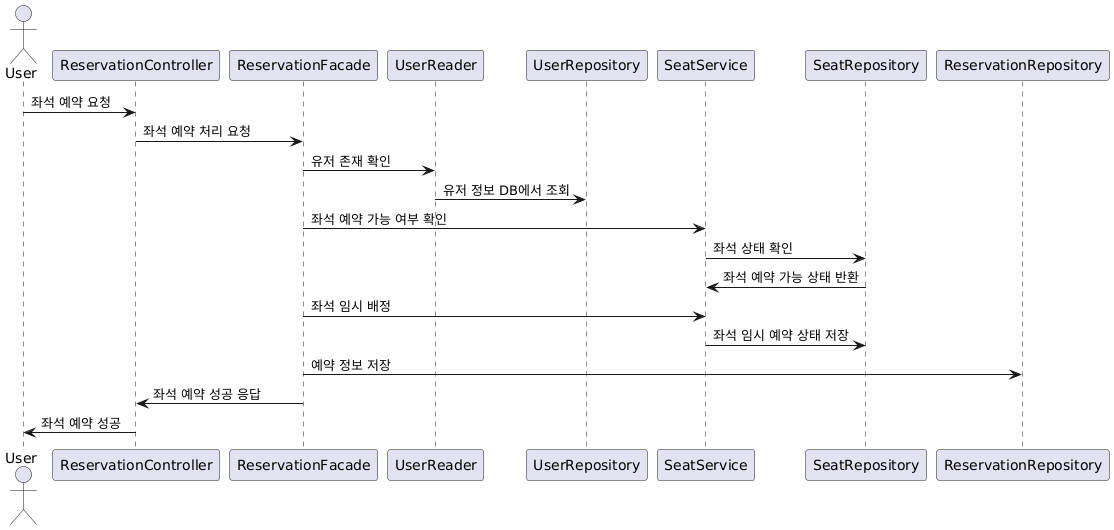 User
ReservationController
ReservationFacade
UserReader
UserRepository
SeatService
SeatRepository
ReservationRepository
좌석 예약 요청
좌석 예약 처리 요청
유저 존재 확인
유저 정보 DB에서 조회
좌석 예약 가능 여부 확인
좌석 상태 확인
좌석 예약 가능 상태 반환
좌석 임시 배정
좌석 임시 예약 상태 저장
예약 정보 저장
좌석 예약 성공 응답
좌석 예약 성공
User
ReservationController
ReservationFacade
UserReader
UserRepository
SeatService
SeatRepository
ReservationRepository